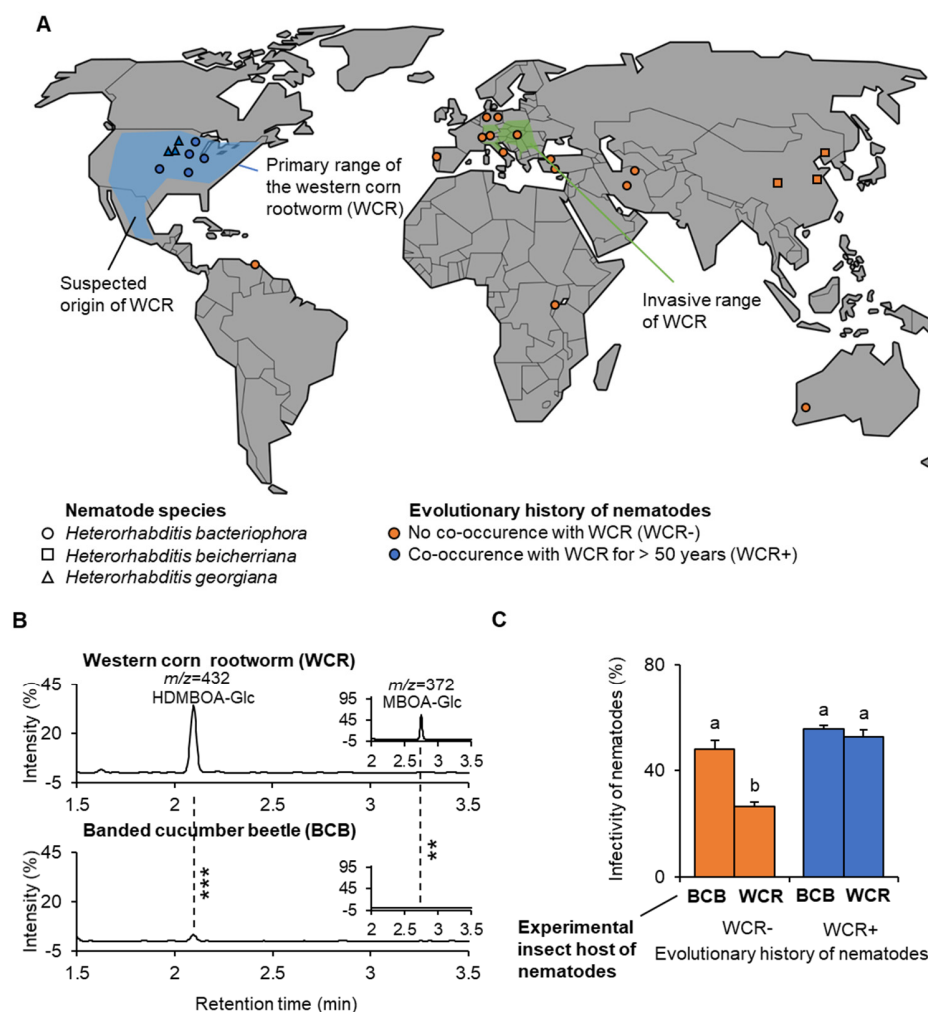 A
Primary range of
the western corn
rootworm (WCR)
Suspected
origin of WCR
Invasive range
of WCR
Nematode species
Heterorhabditis bacteriophora
Heterorhabditis beicherriana
Heterorhabditis georgiana
Evolutionary history of nematodes
No co-occurence with WCR (WCR-)
Co-occurence with WCR for > 50 years (WCR+)
B
Western corn rootworm (WCR)
Intensity (%)
45
20
-5
m/z=432
HDMBOA-Glc
m/z=372
MBOA-Glc
95
45
-5
2 2.5 3 3.5
1.5 2 2.5 3 3.5
Banded cucumber beetle (BCB)
Intensity (%)
45
20
-5
***
**
95
45
-5
2 2.5 3 3.5
1.5 2 2.5 3 3.5
Retention time (min)
C
Infectivity of nematodes (%)
80
40
0
a b a a
BCB WCR BCB WCR
Experimental
insect host of
nematodes
WCR- WCR+
Evolutionary history of nematodes